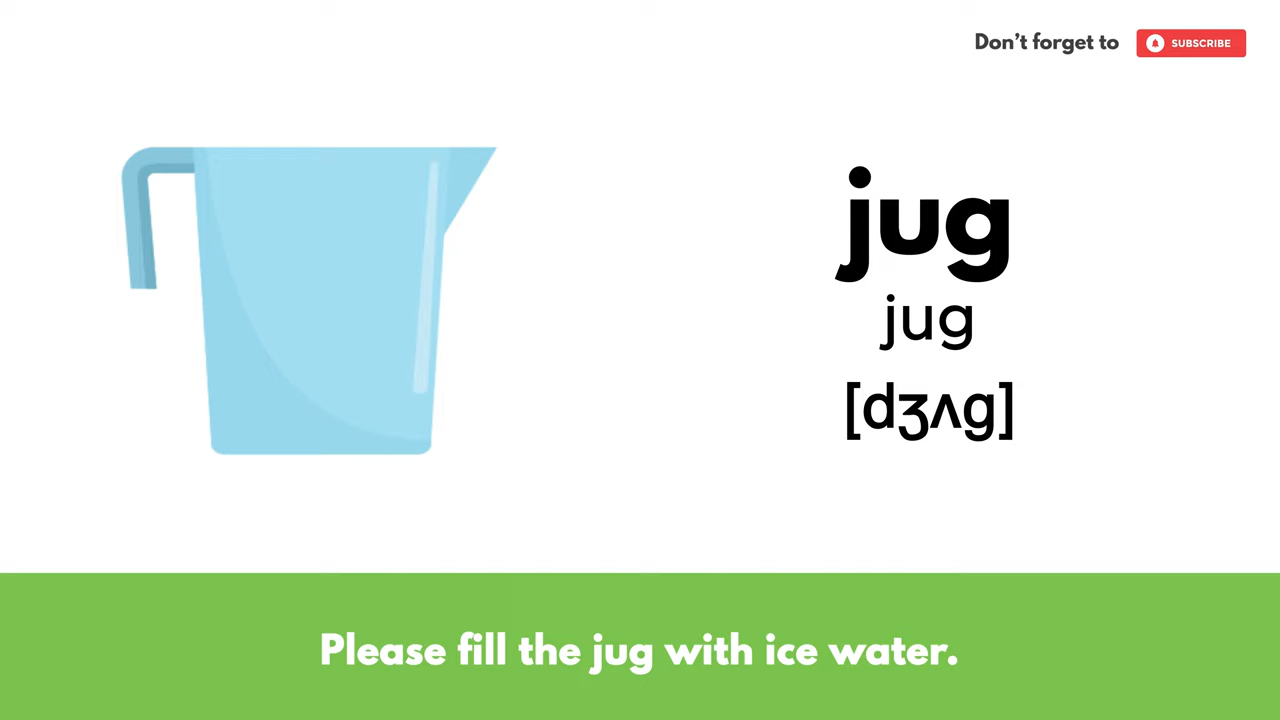 Don't forget to SUBSCRIBE
jug
jug
[dʒʌg]
Please fill the jug with ice water.